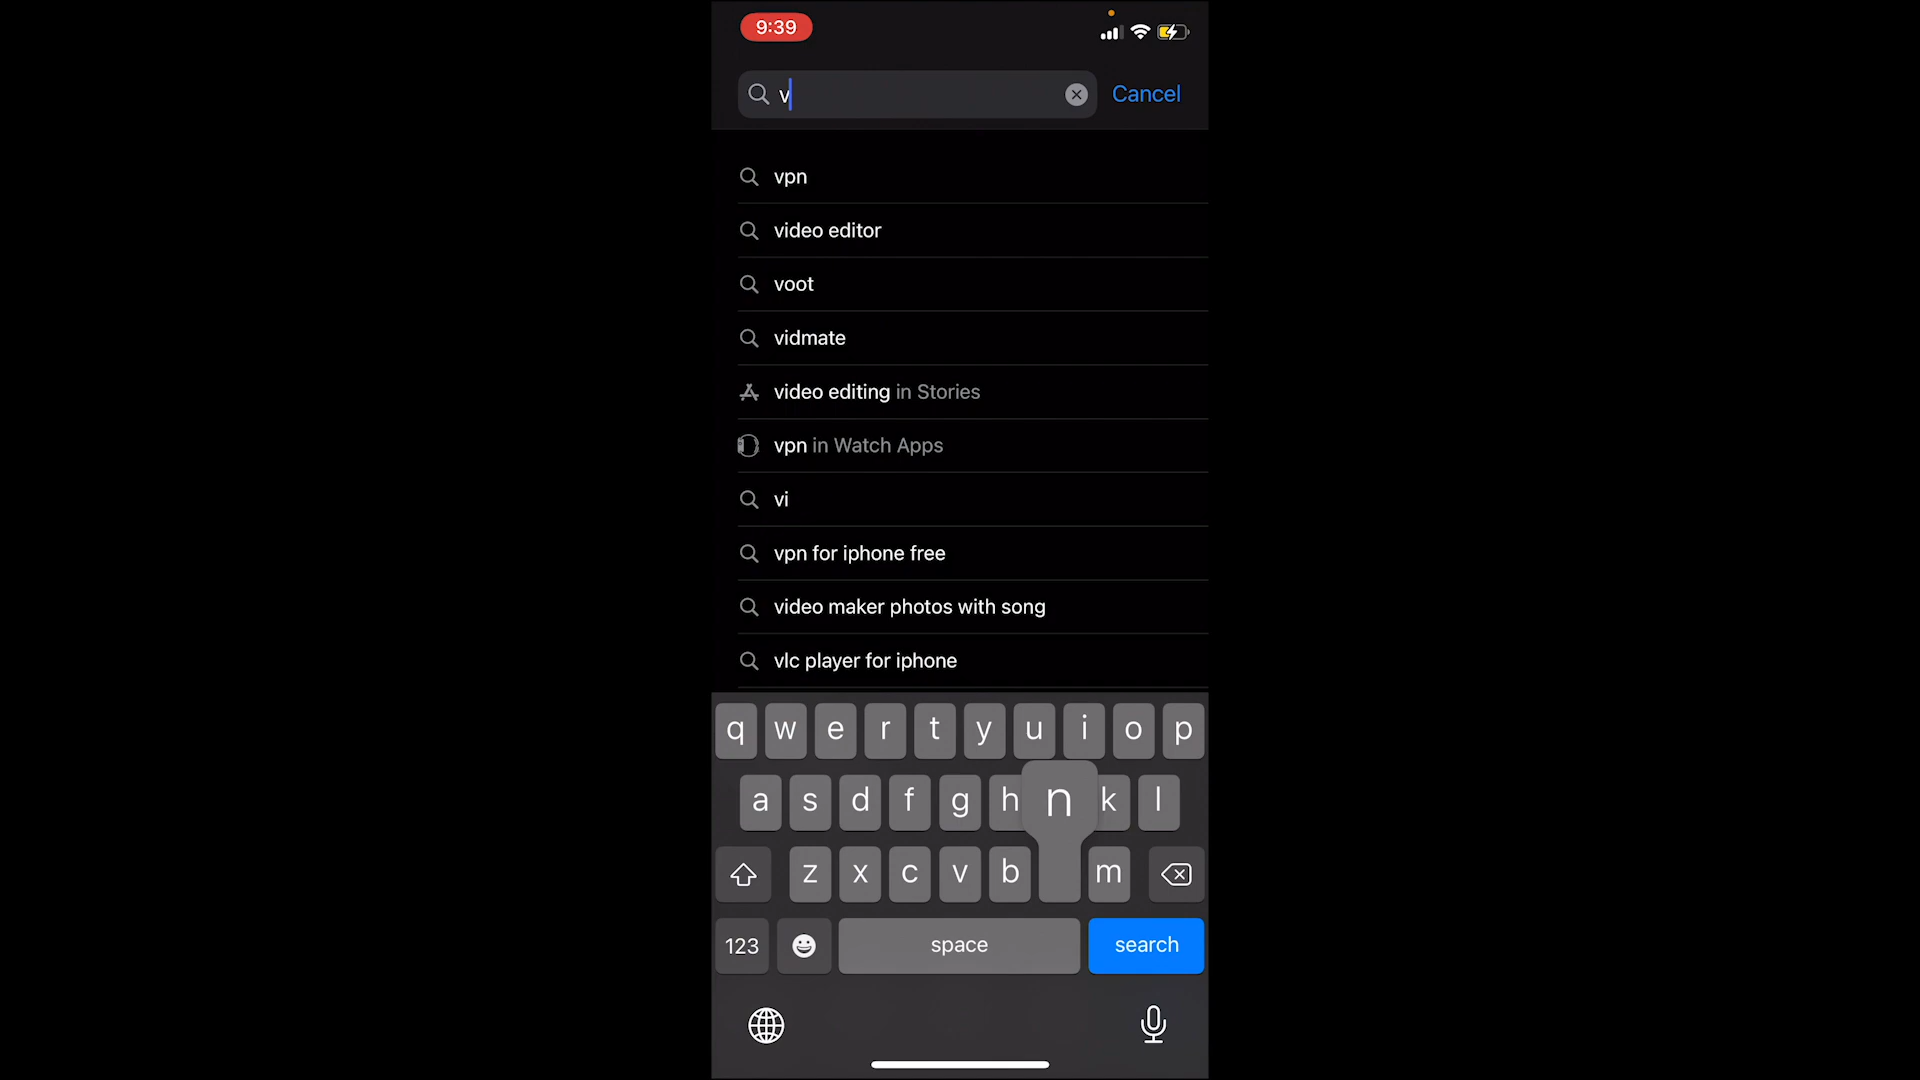 9:39
v
Cancel
vpn
video editor
voot
vidmate
video editing in Stories
vpn in Watch Apps
vi
vpn for iphone free
video maker photos with song
vlc player for iphone
q w e r t y u i o p
a s d f g h n k l
z x c v b m
123 space search